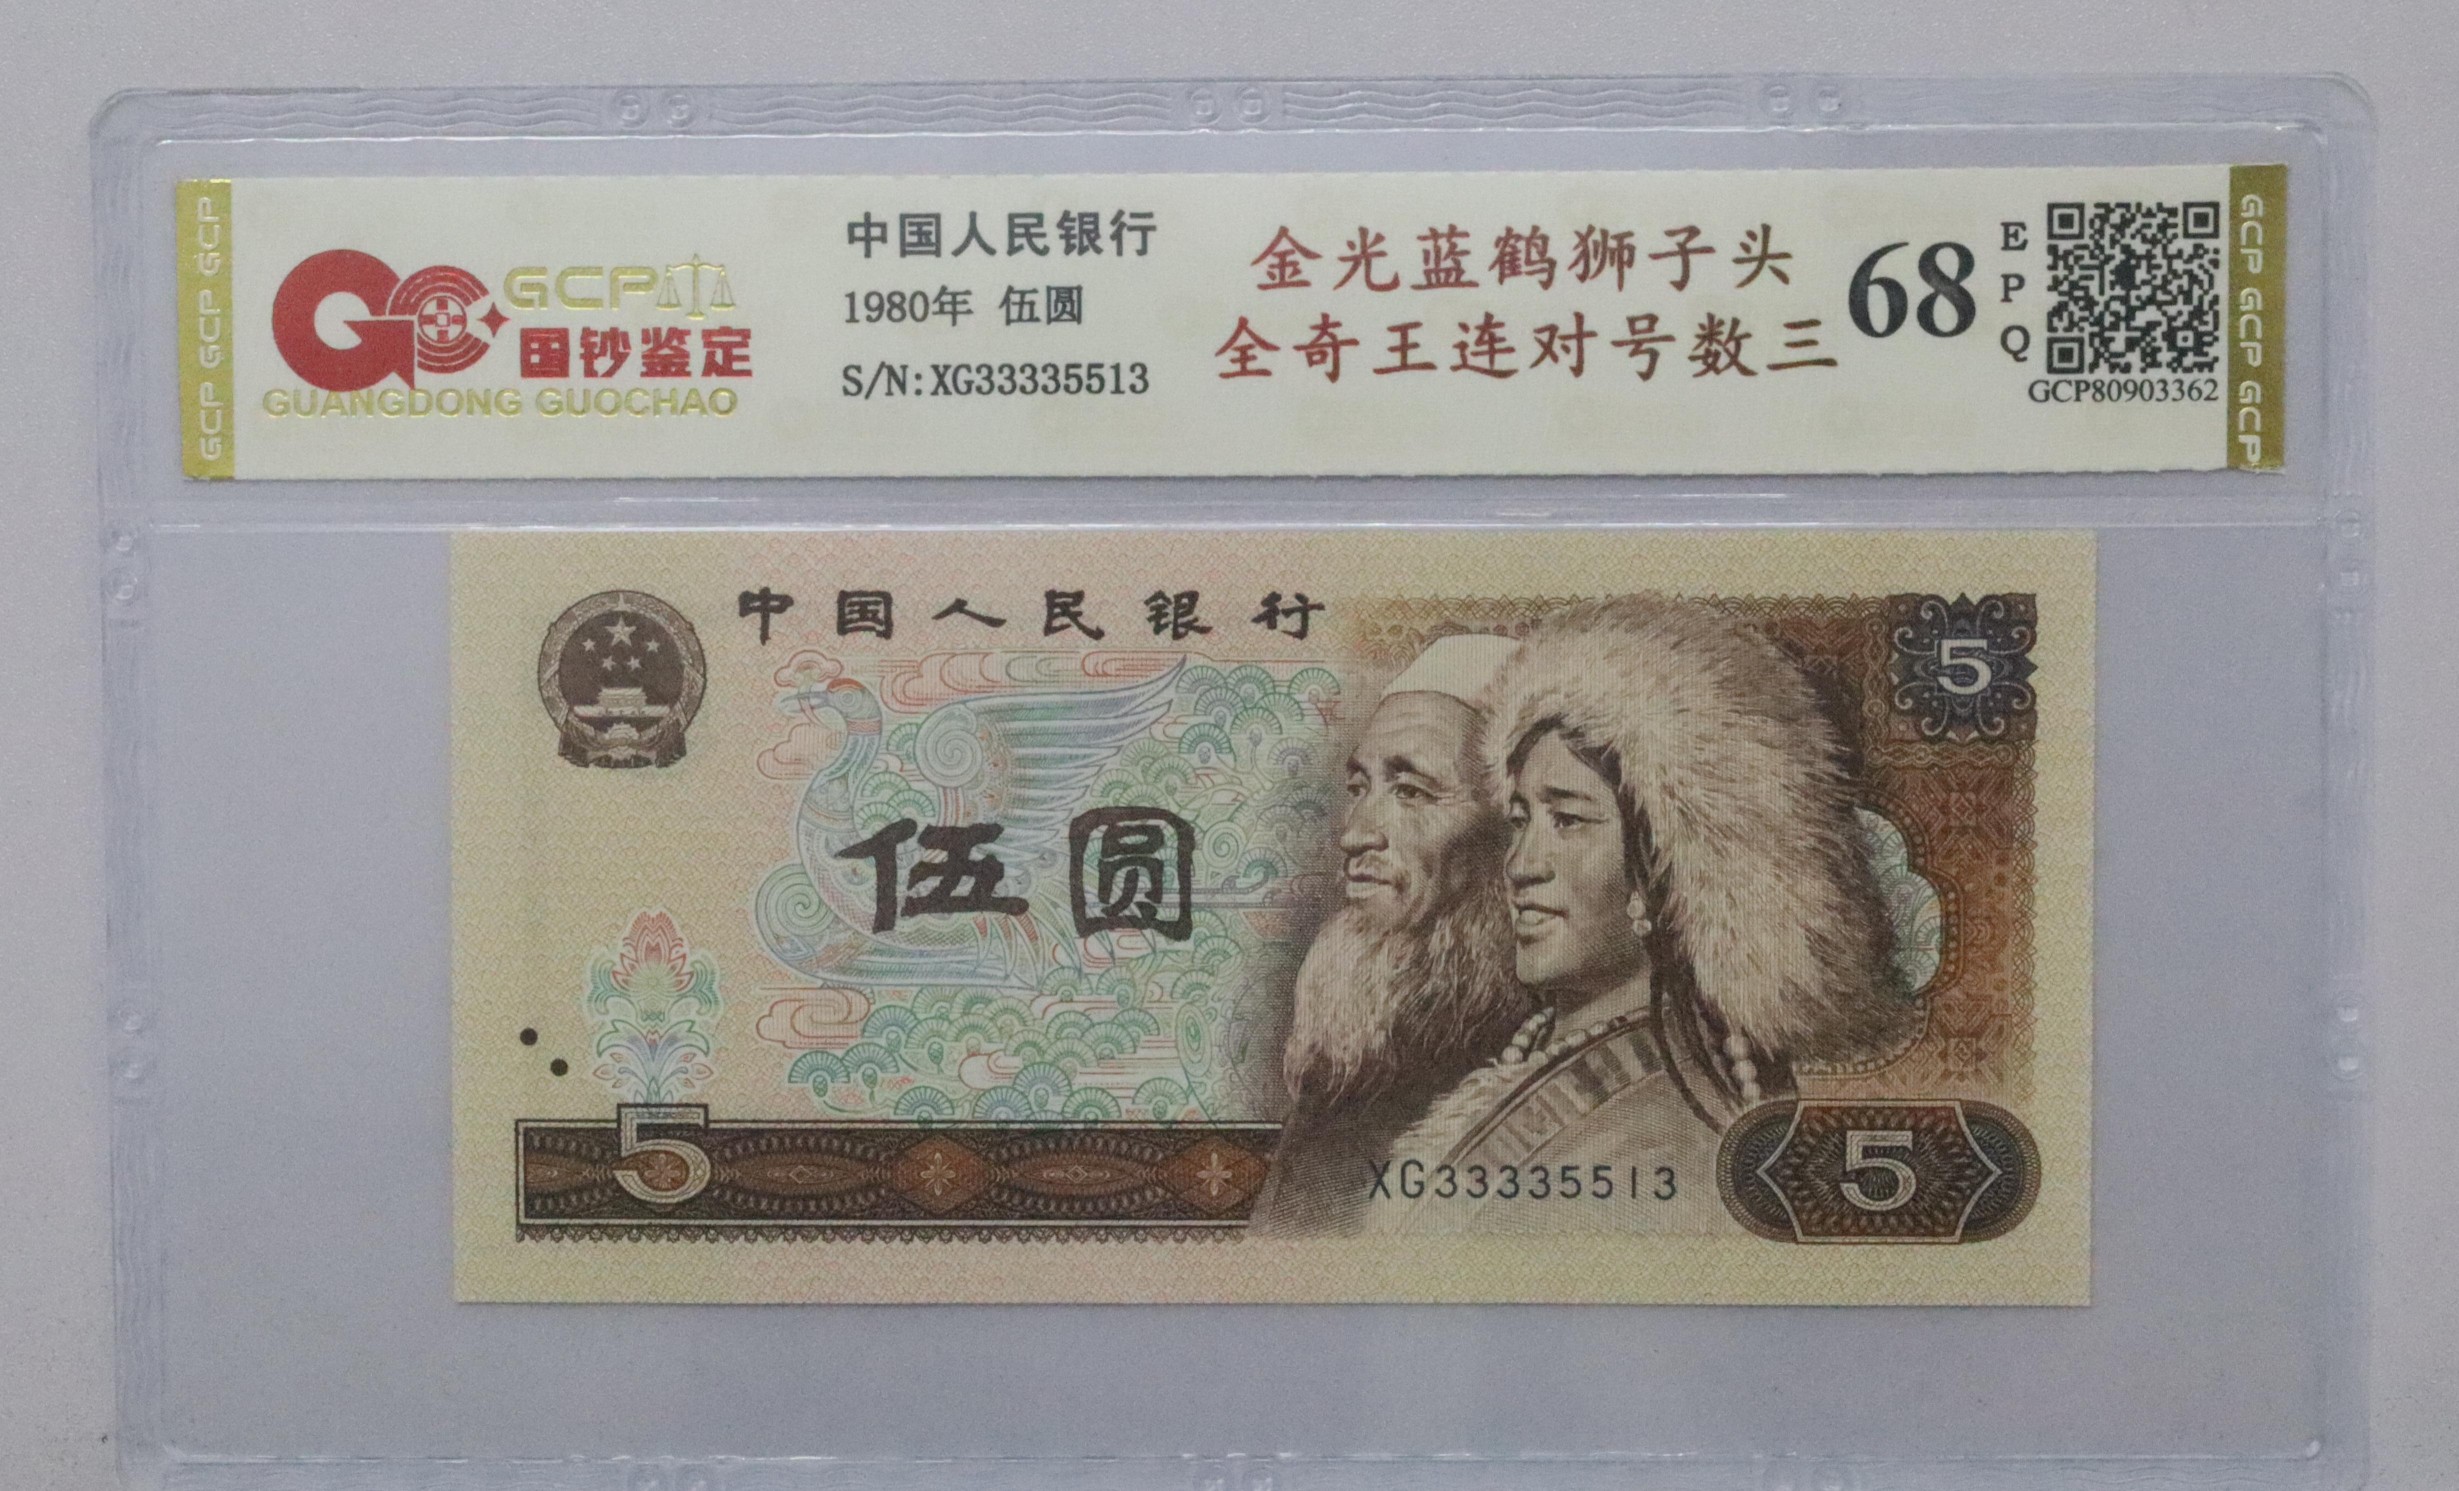 GCP GCP GCP
GCP
国钞鉴定
GUANGDONG GUOCHAO
中国人民银行
1980年 伍圆
S/N:XG33335513
金光蓝鹤狮子头
全奇王连对号数三
68
EPQ
GCP80903362
GCP GCP GCP GCP
中国人民银行
5
伍圆
5
XG33335513
5